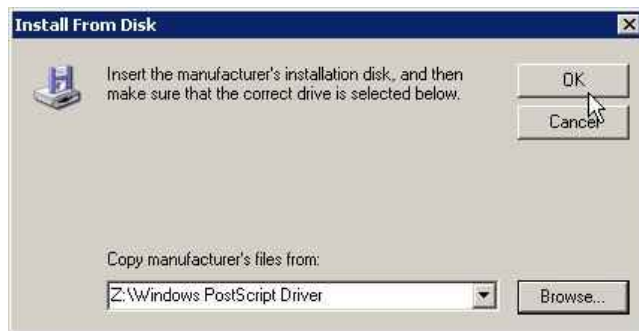 Install From Disk
Insert the manufacturer's installation disk, and then
make sure that the correct drive is selected below.
OK
Cancel
Copy manufacturer's files from:
Z:\Windows PostScript Driver
Browse...